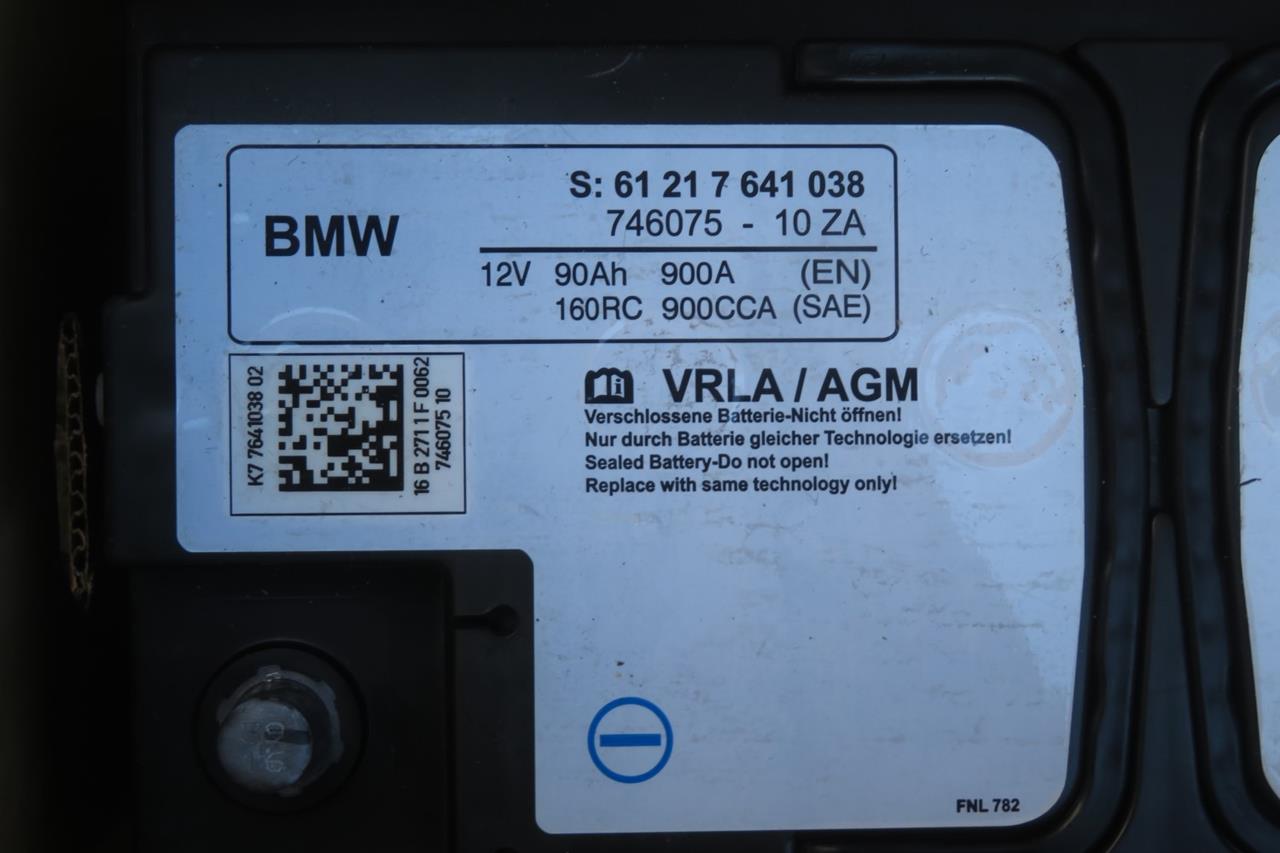 BMW
S: 61 21 7 641 038
746075 - 10 ZA
12V 90Ah 900A (EN)
160RC 900CCA (SAE)
K7 7641038 02
16 B 2711 1 F 0062
746075 10
VRLA / AGM
Verschlossene Batterie-Nicht öffnen!
Nur durch Batterie gleicher Technologie ersetzen!
Sealed Battery-Do not open!
Replace with same technology only!
FNL 782